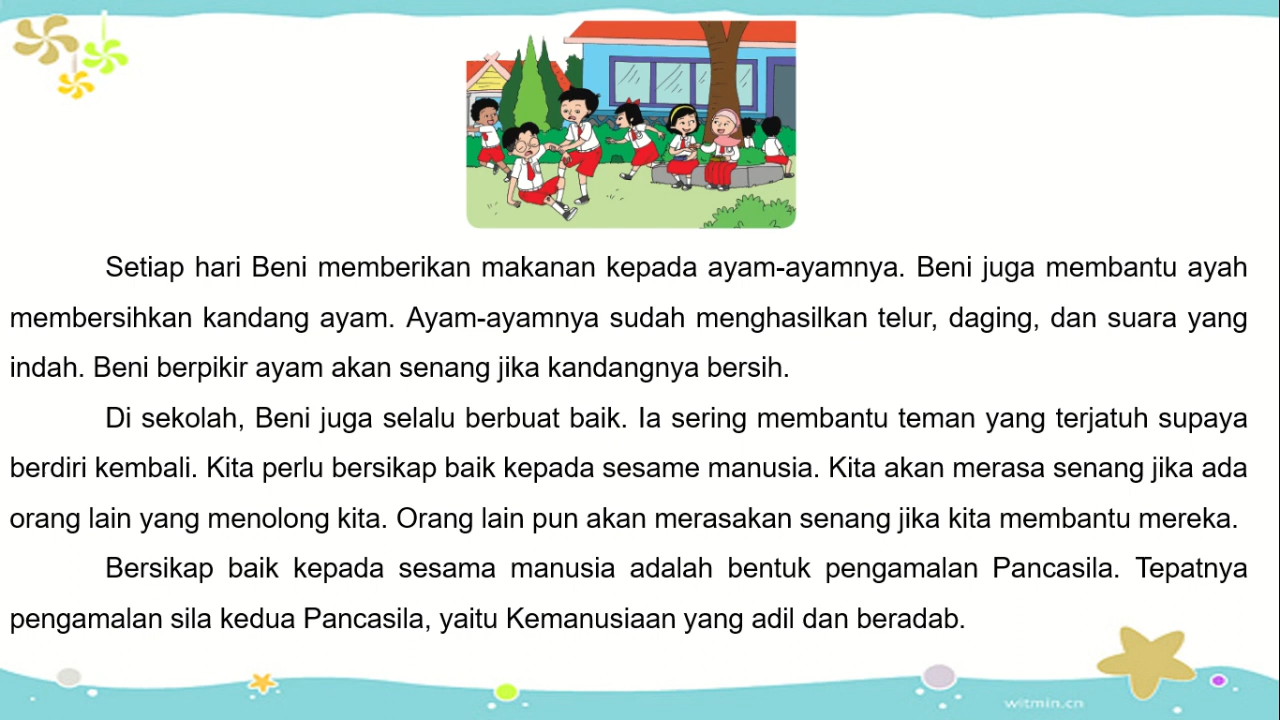 Setiap hari Beni memberikan makanan kepada ayam-ayamnya. Beni juga membantu ayah
membersihkan kandang ayam. Ayam-ayamnya sudah menghasilkan telur, daging, dan suara yang
indah. Beni berpikir ayam akan senang jika kandangnya bersih.
Di sekolah, Beni juga selalu berbuat baik. Ia sering membantu teman yang terjatuh supaya
berdiri kembali. Kita perlu bersikap baik kepada sesame manusia. Kita akan merasa senang jika ada
orang lain yang menolong kita. Orang lain pun akan merasakan senang jika kita membantu mereka.
Bersikap baik kepada sesama manusia adalah bentuk pengamalan Pancasila. Tepatnya
pengamalan sila kedua Pancasila, yaitu Kemanusiaan yang adil dan beradab.
witmin.cn